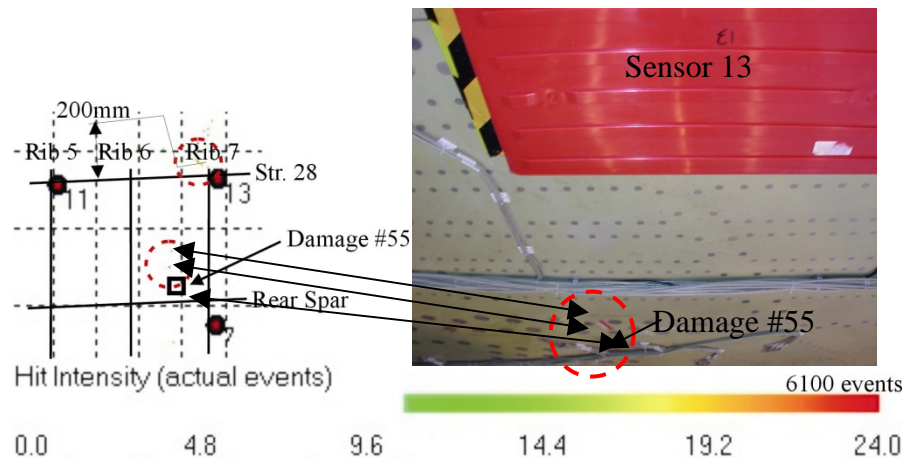 200mm
Rib 5 Rib 6 Rib 7
Str. 28
11
13
Damage #55
Rear Spar
7
Hit Intensity (actual events)
Sensor 13
Damage #55
6100 events
0.0 4.8 9.6 14.4 19.2 24.0